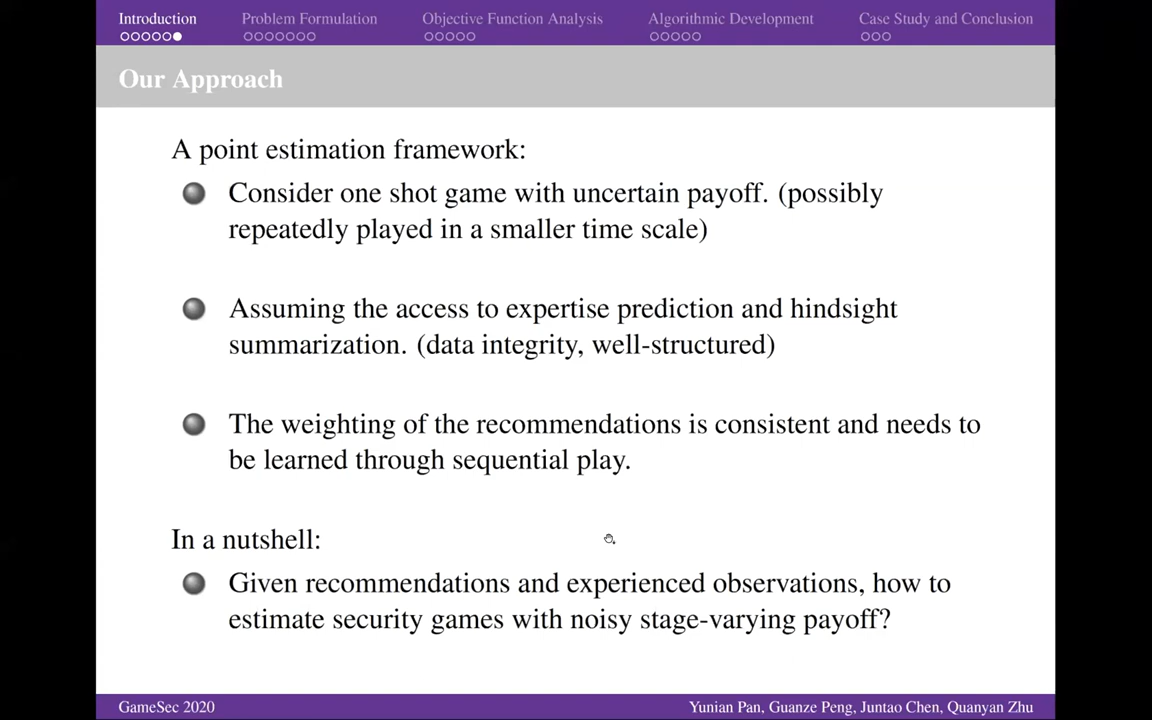 Introduction Problem Formulation Objective Function Analysis Algorithmic Development Case Study and Conclusion
Our Approach
A point estimation framework:
Consider one shot game with uncertain payoff. (possibly
repeatedly played in a smaller time scale)
Assuming the access to expertise prediction and hindsight
summarization. (data integrity, well-structured)
The weighting of the recommendations is consistent and needs to
be learned through sequential play.
In a nutshell:
Given recommendations and experienced observations, how to
estimate security games with noisy stage-varying payoff?
GameSec 2020 Yunian Pan, Guanze Peng, Juntao Chen, Quanyan Zhu